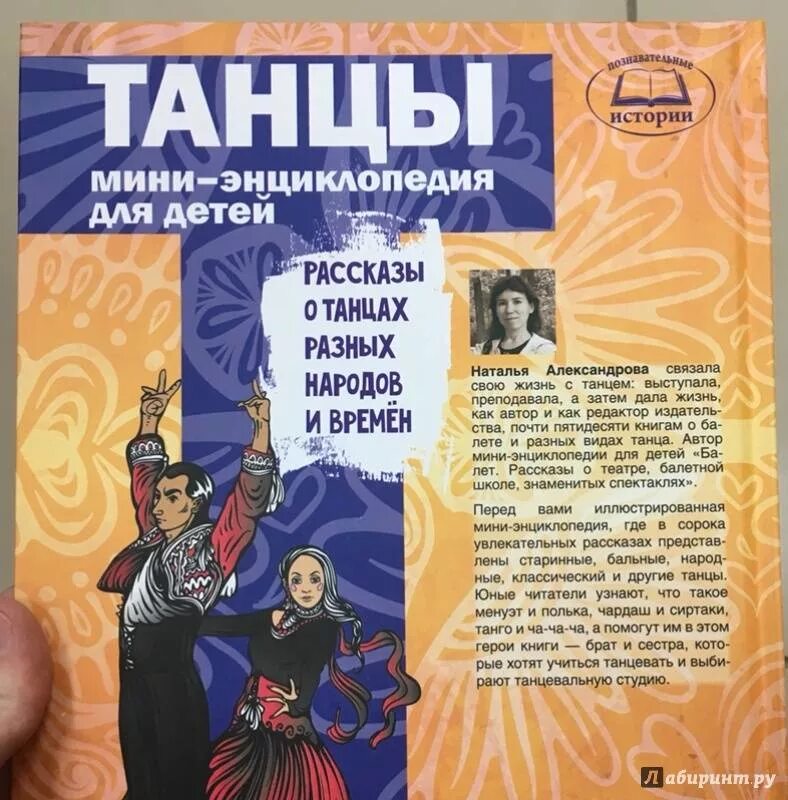 ТАНЦЫ
мини-энциклопедия
для детей
познавательные
истории
РАССКАЗЫ
О ТАНЦАХ
РАЗНЫХ
НАРОДОВ
И ВРЕМЁН
Наталья Александрова связала
свою жизнь с танцем: выступала,
преподавала, а затем дала жизнь,
как автор и как редактор издатель-
ства, почти пятидесяти книгам о ба-
лете и разных видах танца. Автор
мини-энциклопедии для детей «Ба-
лет. Рассказы о театре, балетной
школе, знаменитых спектаклях».
Перед вами иллюстрированная
мини-энциклопедия, где в сорока
увлекательных рассказах представ-
лены старинные, бальные, народ-
ные, классический и другие танцы.
Юные читатели узнают, что такое
менуэт и полька, чардаш и сиртаки,
танго и ча-ча-ча, а помогут им в этом
герои книги — брат и сестра, кото-
рые хотят учиться танцевать и выби-
рают танцевальную студию.
Лабиринт.ру